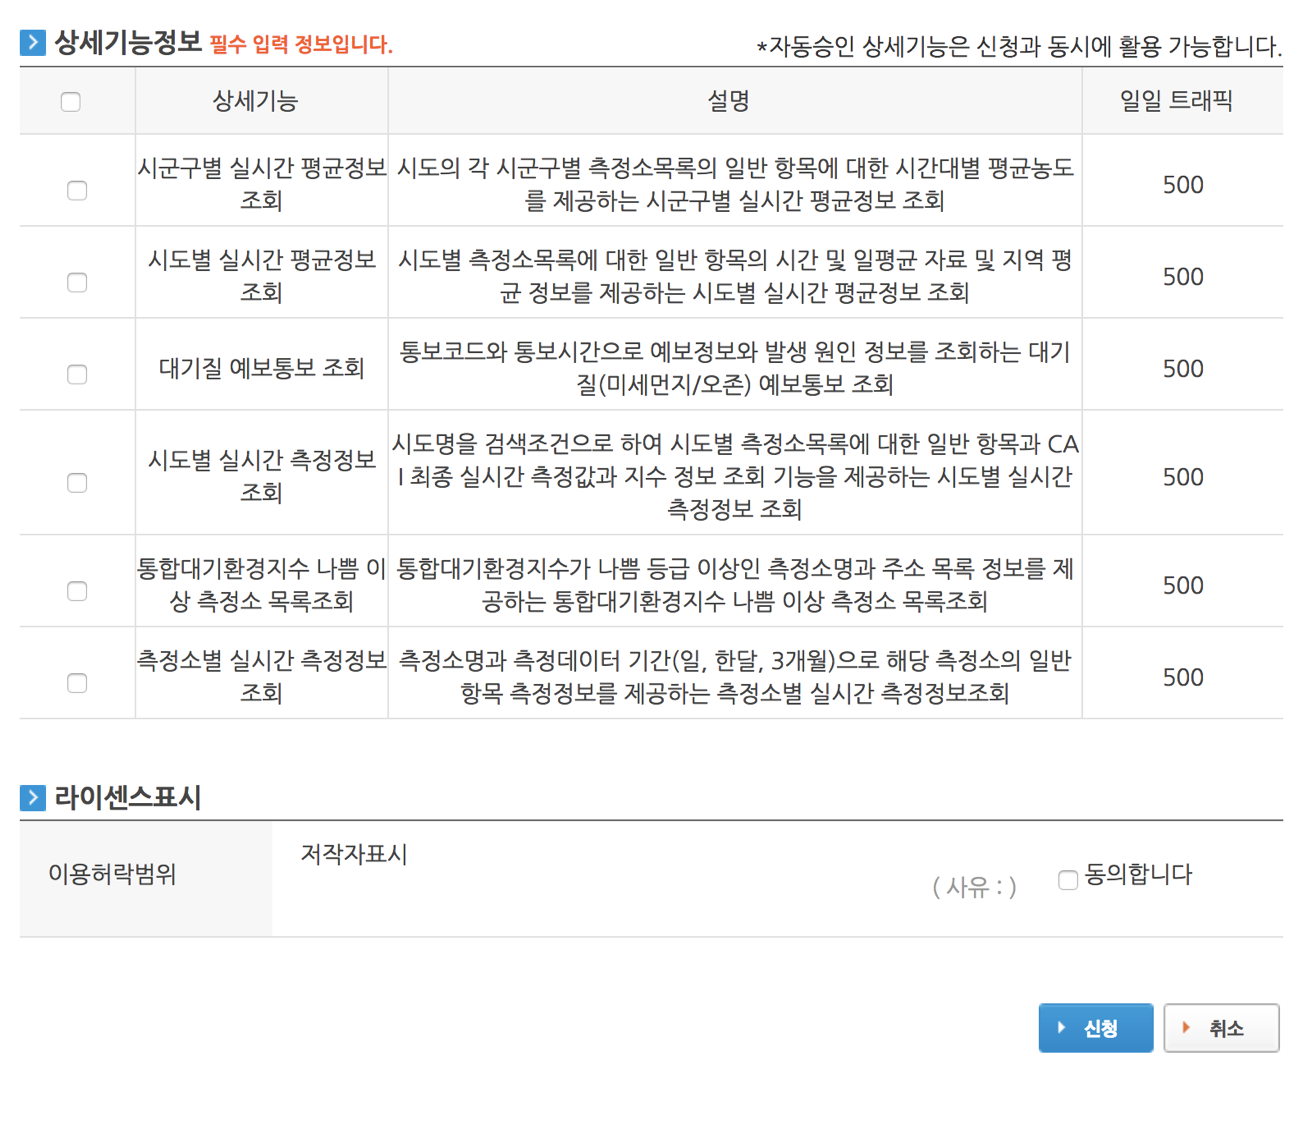 상세기능정보 필수 입력 정보입니다.
*자동승인 상세기능은 신청과 동시에 활용 가능합니다.
상세기능 설명 일일 트래픽
시군구별 실시간 평균정보
조회
시도의 각 시군구별 측정소목록의 일반 항목에 대한 시간대별 평균농도
를 제공하는 시군구별 실시간 평균정보 조회
500
시도별 실시간 평균정보
조회
시도별 측정소목록에 대한 일반 항목의 시간 및 일평균 자료 및 지역 평
균 정보를 제공하는 시도별 실시간 평균정보 조회
500
대기질 예보통보 조회
통보코드와 통보시간으로 예보정보와 발생 원인 정보를 조회하는 대기
질(미세먼지/오존) 예보통보 조회
500
시도별 실시간 측정정보
조회
시도명을 검색조건으로 하여 시도별 측정소목록에 대한 일반 항목과 CA
I 최종 실시간 측정값과 지수 정보 조회 기능을 제공하는 시도별 실시간
측정정보 조회
500
통합대기환경지수 나쁨 이
상 측정소 목록조회
통합대기환경지수가 나쁨 등급 이상인 측정소명과 주소 목록 정보를 제
공하는 통합대기환경지수 나쁨 이상 측정소 목록조회
500
측정소별 실시간 측정정보
조회
측정소명과 측정데이터 기간(일, 한달, 3개월)으로 해당 측정소의 일반
항목 측정정보를 제공하는 측정소별 실시간 측정정보조회
500
라이센스표시
이용허락범위
저작자표시
( 사유 : )
동의합니다
신청
취소